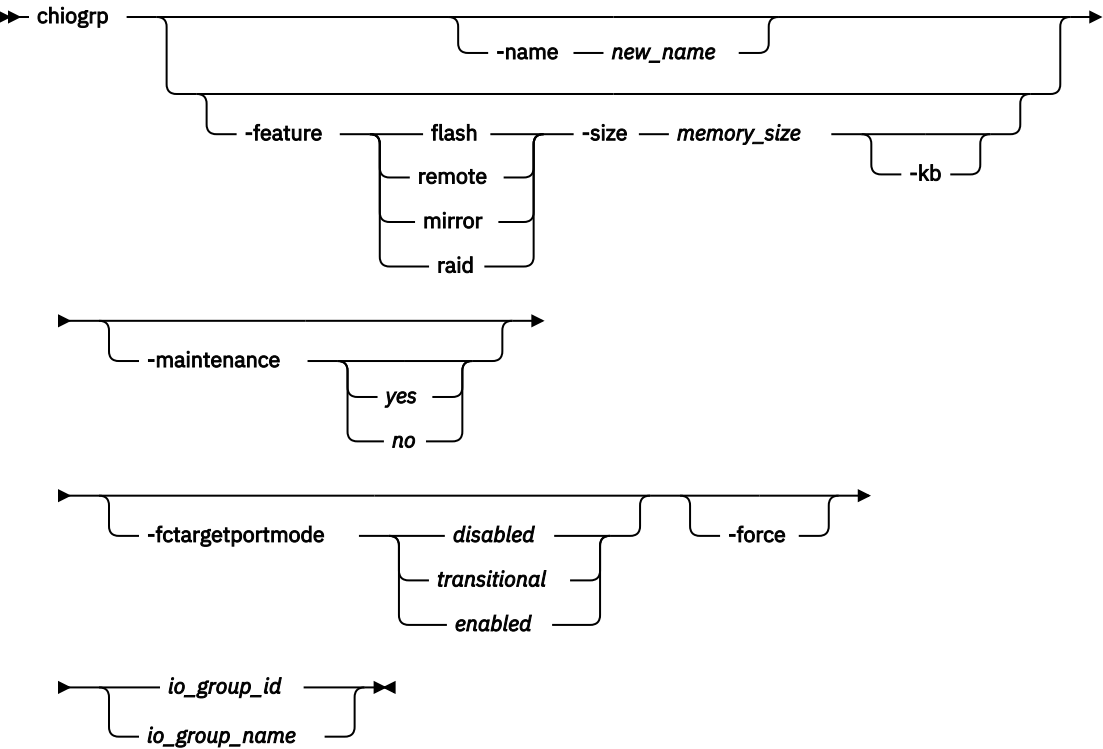 chiogrp
-name new_name
-feature flash -size memory_size
remote -kb
mirror
raid
-maintenance
yes
no
-fctargetportmode disabled -force
transitional
enabled
io_group_id
io_group_name